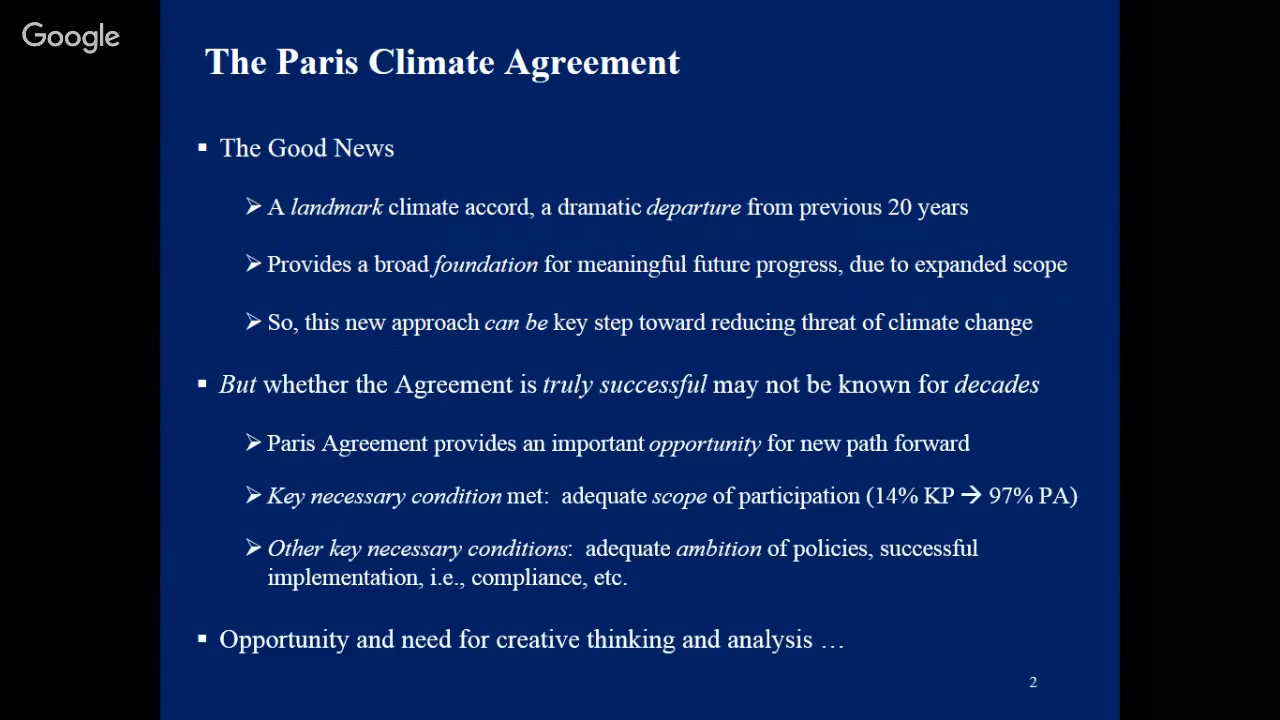 Google
The Paris Climate Agreement
▪ The Good News
➢ A landmark climate accord, a dramatic departure from previous 20 years
➢ Provides a broad foundation for meaningful future progress, due to expanded scope
➢ So, this new approach can be key step toward reducing threat of climate change
▪ But whether the Agreement is truly successful may not be known for decades
➢ Paris Agreement provides an important opportunity for new path forward
➢ Key necessary condition met:  adequate scope of participation (14% KP → 97% PA)
➢ Other key necessary conditions:  adequate ambition of policies, successful
implementation, i.e., compliance, etc.
▪ Opportunity and need for creative thinking and analysis …
2